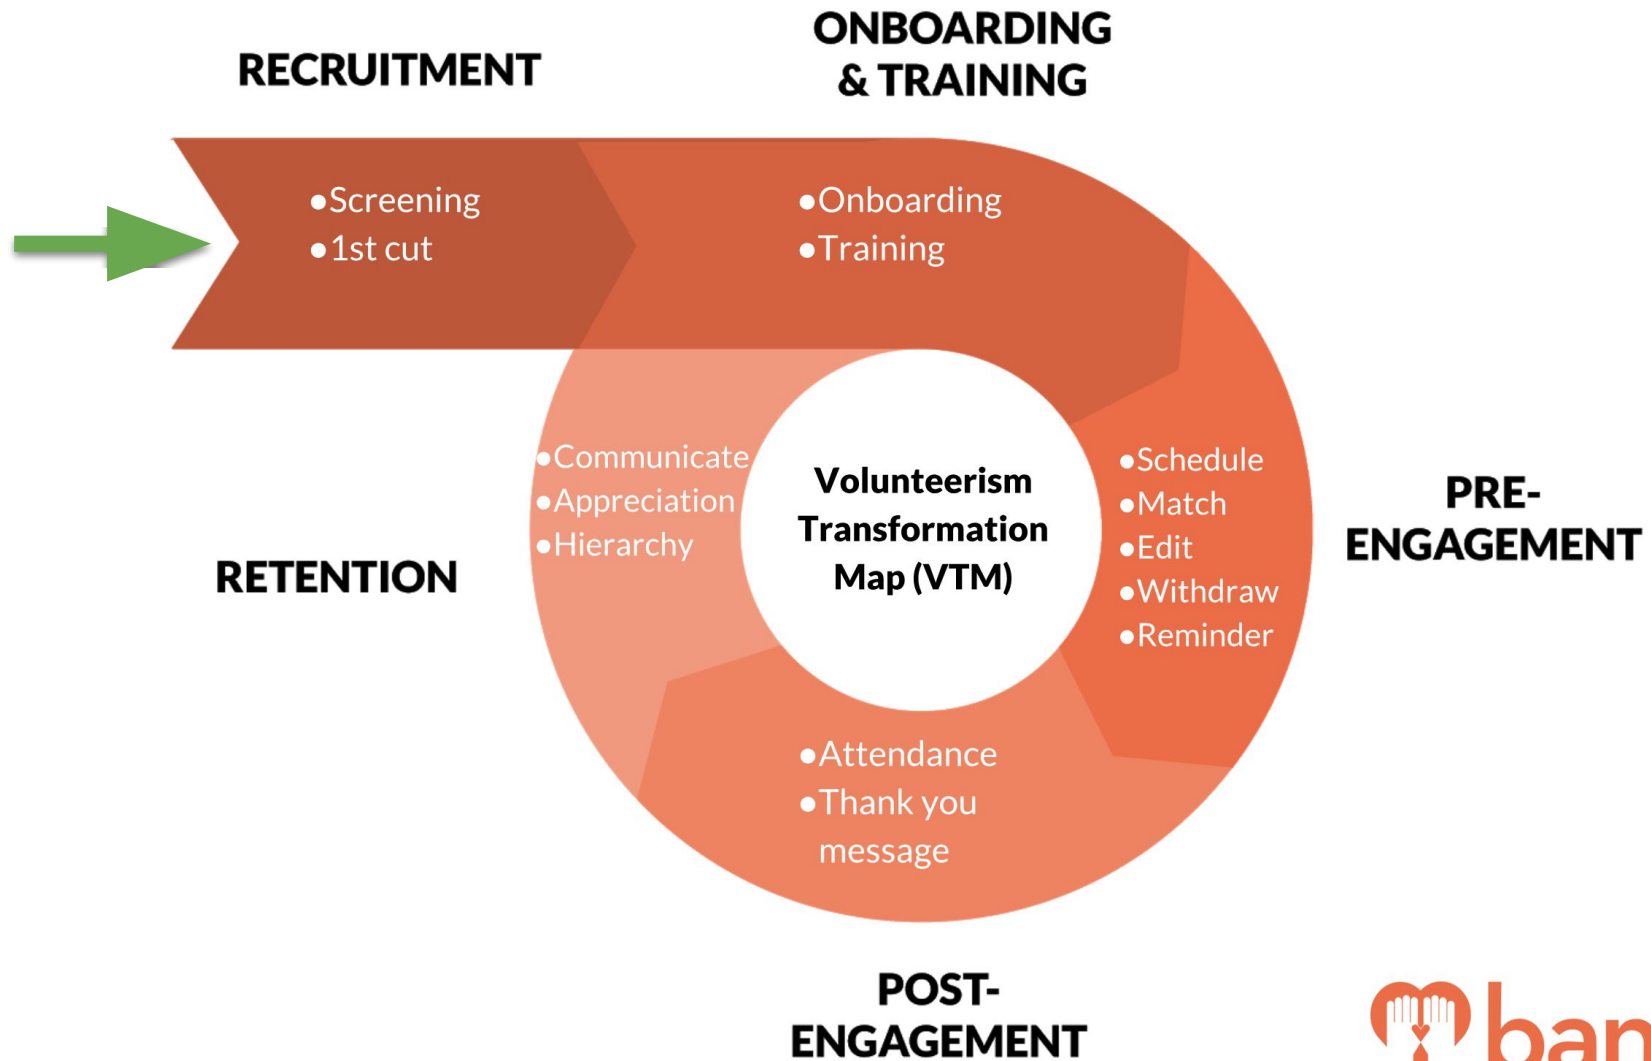 RECRUITMENT
ONBOARDING
& TRAINING
●Screening
●1st cut
●Onboarding
●Training
●Schedule
●Match
●Edit
●Withdraw
●Reminder
PRE-
ENGAGEMENT
●Attendance
●Thank you
message
POST-
ENGAGEMENT
●Communicate
●Appreciation
●Hierarchy
RETENTION
Volunteerism
Transformation
Map (VTM)